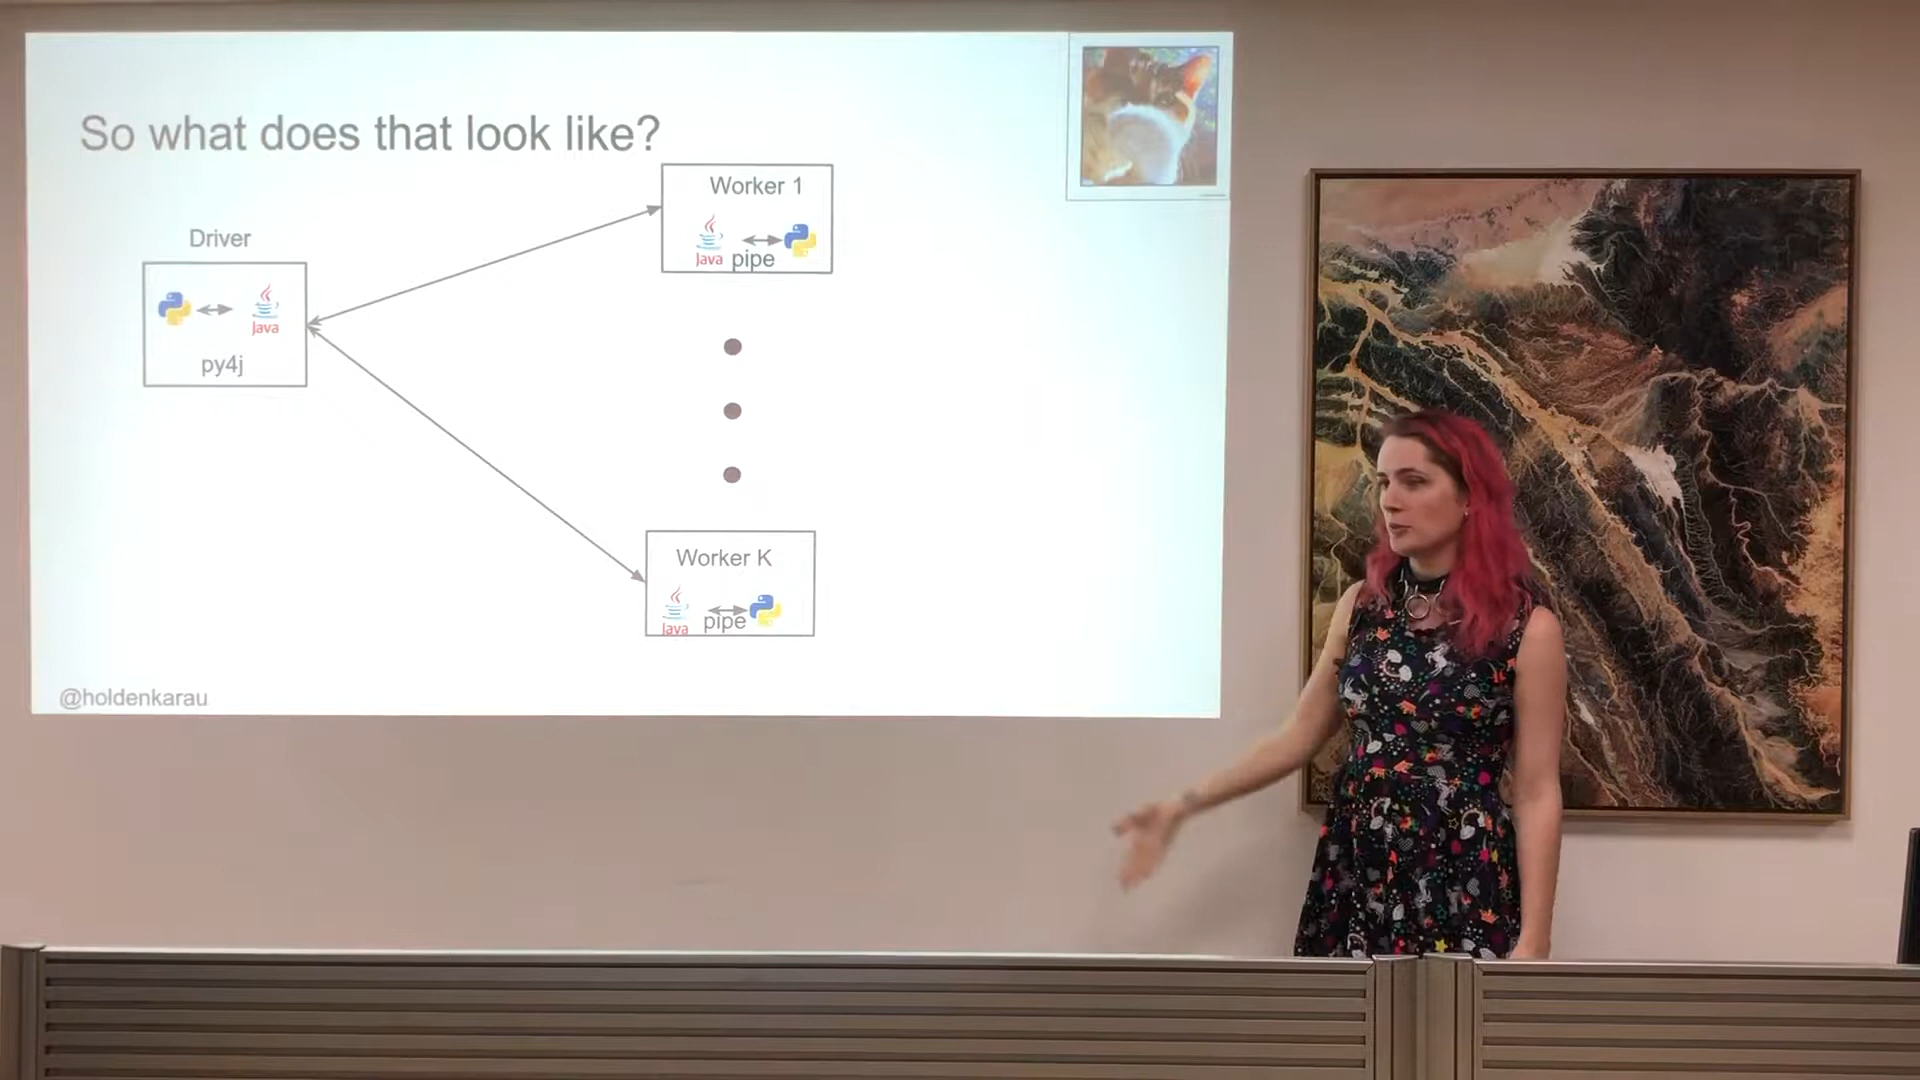 So what does that look like?
Driver
Java
py4j
Worker 1
Java
pipe
Worker K
Java
pipe
@holdenkarau